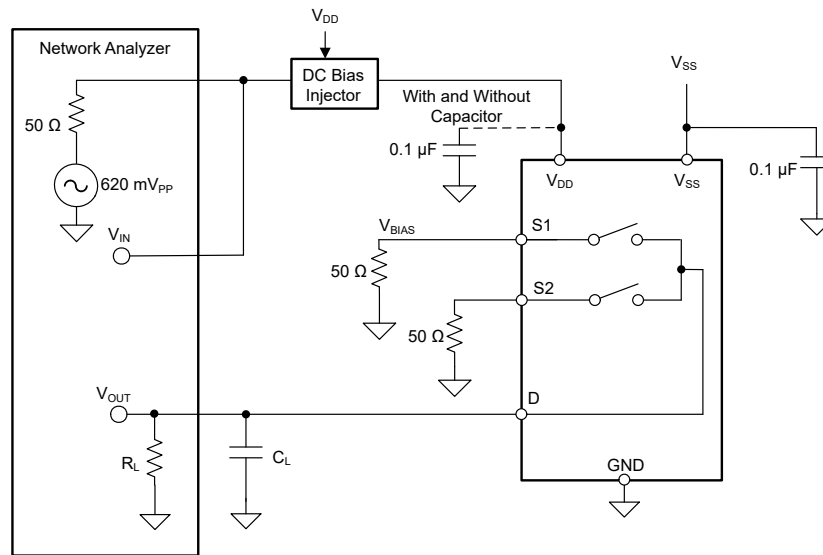 V_DD
Network Analyzer
DC Bias
Injector
V_SS
With and Without
Capacitor
50 Ω
0.1 µF
0.1 µF
V_DD
V_SS
620 mV_PP
V_BIAS
S1
V_IN
50 Ω
S2
50 Ω
V_OUT
D
R_L
C_L
GND